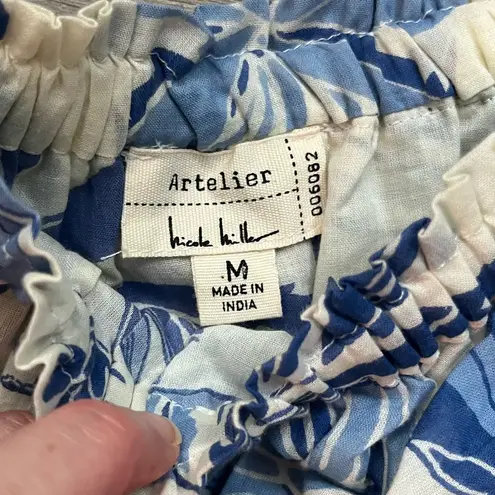 Artelier
nicole miller
006082
M
MADE IN
INDIA